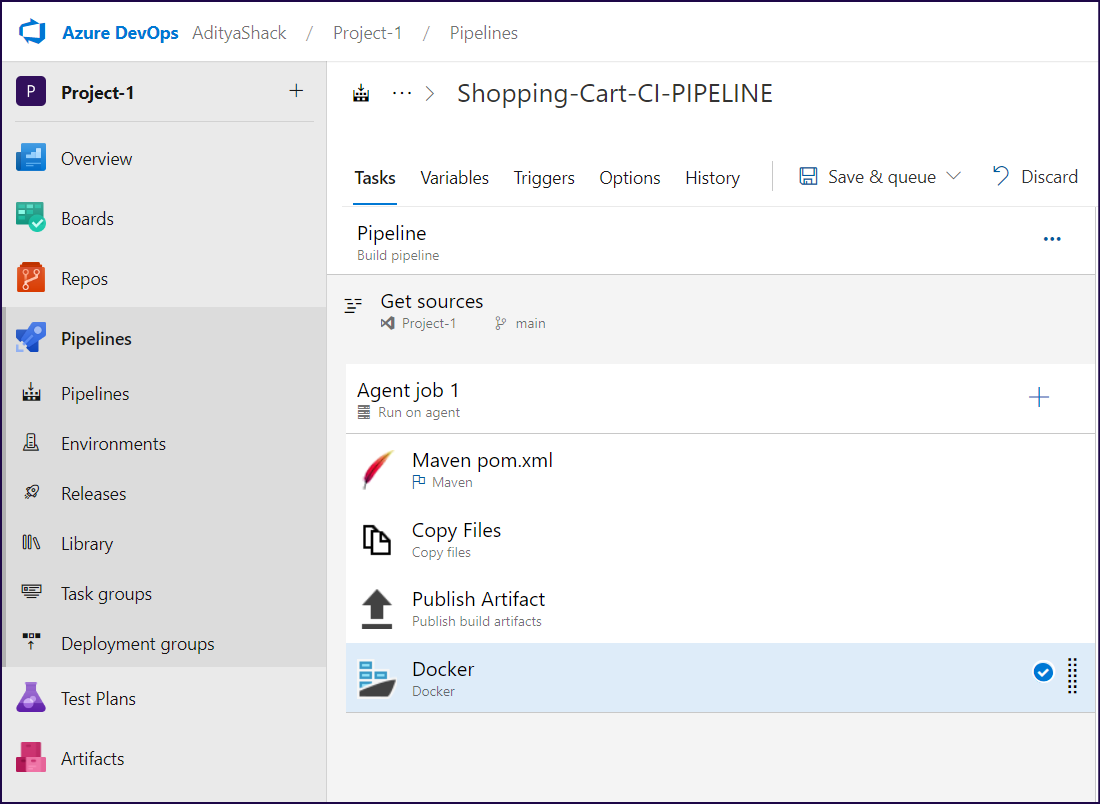 Azure DevOps AdityaShack / Project-1 / Pipelines
P Project-1 +
Overview
Boards
Repos
Pipelines
Pipelines
Environments
Releases
Library
Task groups
Deployment groups
Test Plans
Artifacts
... > Shopping-Cart-CI-PIPELINE
Tasks Variables Triggers Options History Save & queue Discard
Pipeline
Build pipeline
...
Get sources
Project-1 main
Agent job 1
Run on agent
+
Maven pom.xml
Maven
Copy Files
Copy files
Publish Artifact
Publish build artifacts
Docker
Docker